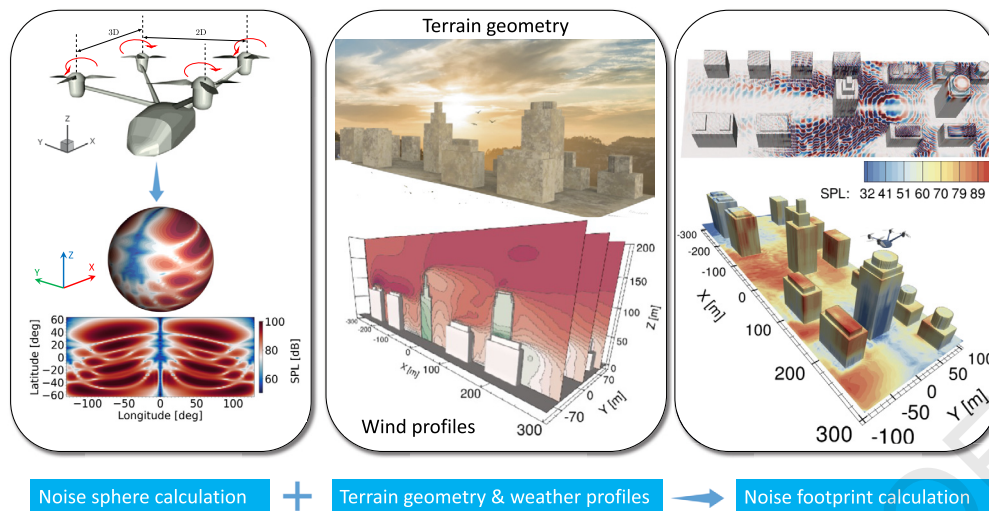 3D
2D
Z
Y
X
Z
Y
X
60
40
20
0
−20
−40
−60
Latitude [deg]
−100
−50
0
50
100
Longitude [deg]
100
80
60
SPL [dB]
Terrain geometry
200
150
100
50
0
Z [m]
-300
-200
-100
0
100
200
300
X [m]
70
0
-70
Y [m]
Wind profiles
SPL: 32 41 51 60 70 79 89
-300
-200
-100
0
100
200
300
X [m]
-100
-50
0
50
100
Y [m]
Noise sphere calculation
+
Terrain geometry & weather profiles
Noise footprint calculation